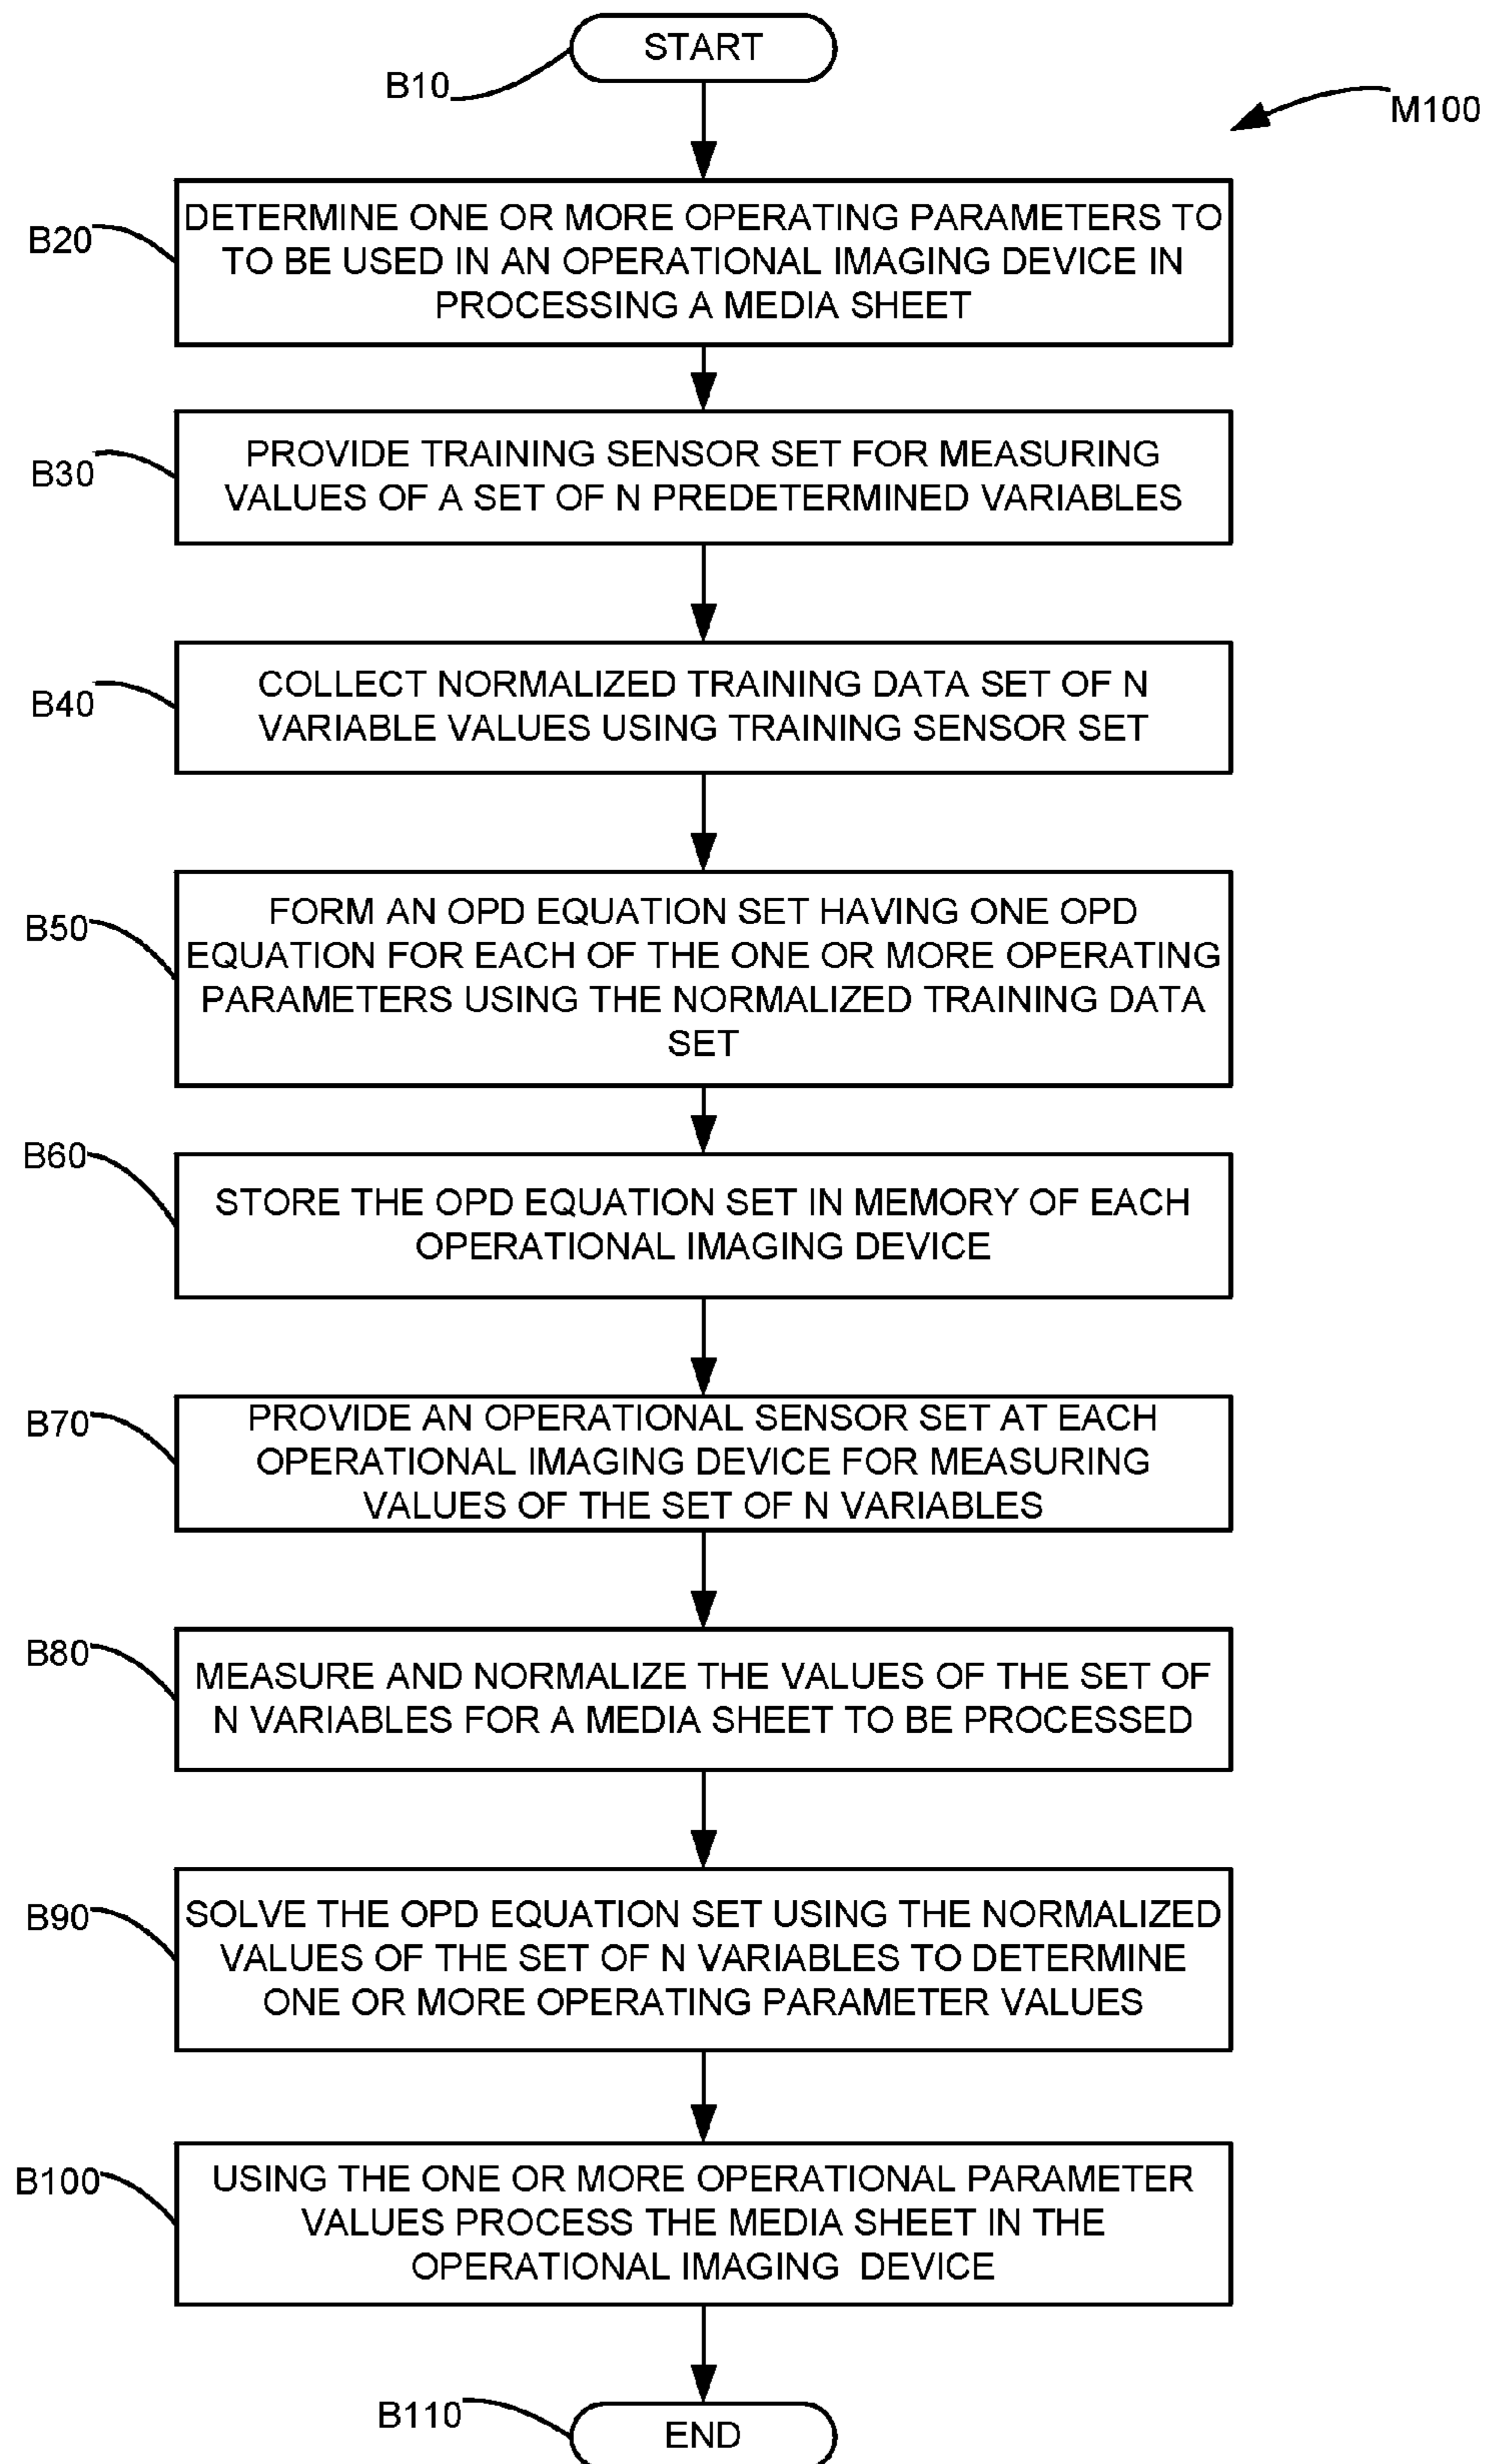 START
B10
M100
DETERMINE ONE OR MORE OPERATING PARAMETERS TO
TO BE USED IN AN OPERATIONAL IMAGING DEVICE IN
PROCESSING A MEDIA SHEET
B20
PROVIDE TRAINING SENSOR SET FOR MEASURING
VALUES OF A SET OF N PREDETERMINED VARIABLES
B30
COLLECT NORMALIZED TRAINING DATA SET OF N
VARIABLE VALUES USING TRAINING SENSOR SET
B40
FORM AN OPD EQUATION SET HAVING ONE OPD
EQUATION FOR EACH OF THE ONE OR MORE OPERATING
PARAMETERS USING THE NORMALIZED TRAINING DATA
SET
B50
B60
STORE THE OPD EQUATION SET IN MEMORY OF EACH
OPERATIONAL IMAGING DEVICE
B70
PROVIDE AN OPERATIONAL SENSOR SET AT EACH
OPERATIONAL IMAGING DEVICE FOR MEASURING
VALUES OF THE SET OF N VARIABLES
B80
MEASURE AND NORMALIZE THE VALUES OF THE SET OF
N VARIABLES FOR A MEDIA SHEET TO BE PROCESSED
B90
SOLVE THE OPD EQUATION SET USING THE NORMALIZED
VALUES OF THE SET OF N VARIABLES TO DETERMINE
ONE OR MORE OPERATING PARAMETER VALUES
B100
USING THE ONE OR MORE OPERATIONAL PARAMETER
VALUES PROCESS THE MEDIA SHEET IN THE
OPERATIONAL IMAGING DEVICE
B110
END